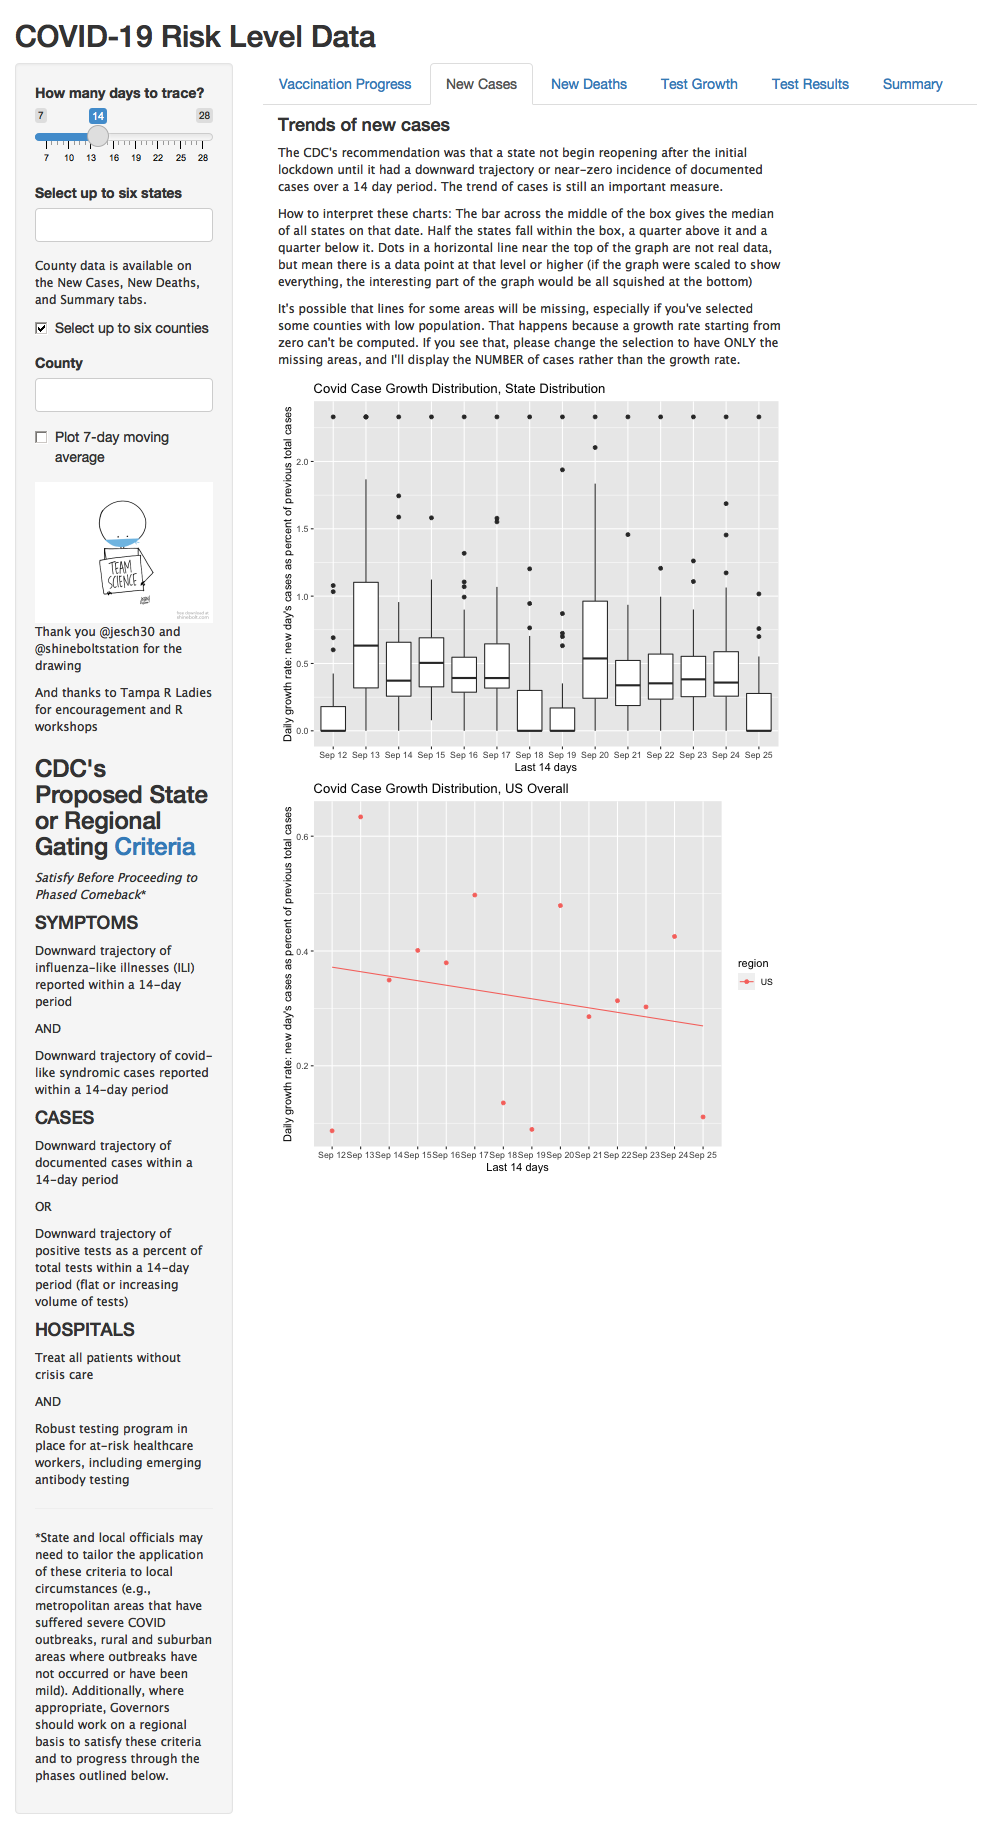 COVID-19 Risk Level Data
How many days to trace?
7
14
28
7 10 13 16 19 22 25 28
Select up to six states
County data is available on
the New Cases, New Deaths,
and Summary tabs.
Select up to six counties
County
Plot 7-day moving
average
TEAM
SCIENCE
Thank you @jesch30 and
@shineboltstation for the
drawing
And thanks to Tampa R Ladies
for encouragement and R
workshops
CDC's
Proposed State
or Regional
Gating Criteria
Satisfy Before Proceeding to
Phased Comeback*
SYMPTOMS
Downward trajectory of
influenza-like illnesses (ILI)
reported within a 14-day
period
AND
Downward trajectory of covid-
like syndromic cases reported
within a 14-day period
CASES
Downward trajectory of
documented cases within a
14-day period
OR
Downward trajectory of
positive tests as a percent of
total tests within a 14-day
period (flat or increasing
volume of tests)
HOSPITALS
Treat all patients without
crisis care
AND
Robust testing program in
place for at-risk healthcare
workers, including emerging
antibody testing
*State and local officials may
need to tailor the application
of these criteria to local
circumstances (e.g.,
metropolitan areas that have
suffered severe COVID
outbreaks, rural and suburban
areas where outbreaks have
not occurred or have been
mild). Additionally, where
appropriate, Governors
should work on a regional
basis to satisfy these criteria
and to progress through the
phases outlined below.
Vaccination Progress New Cases New Deaths Test Growth Test Results Summary
Trends of new cases
The CDC's recommendation was that a state not begin reopening after the initial
lockdown until it had a downward trajectory or near-zero incidence of documented
cases over a 14 day period. The trend of cases is still an important measure.
How to interpret these charts: The bar across the middle of the box gives the median
of all states on that date. Half the states fall within the box, a quarter above it and a
quarter below it. Dots in a horizontal line near the top of the graph are not real data,
but mean there is a data point at that level or higher (if the graph were scaled to show
everything, the interesting part of the graph would be all squished at the bottom)
It's possible that lines for some areas will be missing, especially if you've selected
some counties with low population. That happens because a growth rate starting from
zero can't be computed. If you see that, please change the selection to have ONLY the
missing areas, and I'll display the NUMBER of cases rather than the growth rate.
Covid Case Growth Distribution, State Distribution
Daily growth rate: new day's cases as percent of previous total cases
2.0
1.5
1.0
0.5
0.0
Sep 12 Sep 13 Sep 14 Sep 15 Sep 16 Sep 17 Sep 18 Sep 19 Sep 20 Sep 21 Sep 22 Sep 23 Sep 24 Sep 25
Last 14 days
Covid Case Growth Distribution, US Overall
Daily growth rate: new day's cases as percent of previous total cases
0.6
0.4
0.2
Sep 12 Sep 13 Sep 14 Sep 15 Sep 16 Sep 17 Sep 18 Sep 19 Sep 20 Sep 21 Sep 22 Sep 23 Sep 24 Sep 25
Last 14 days
region
US